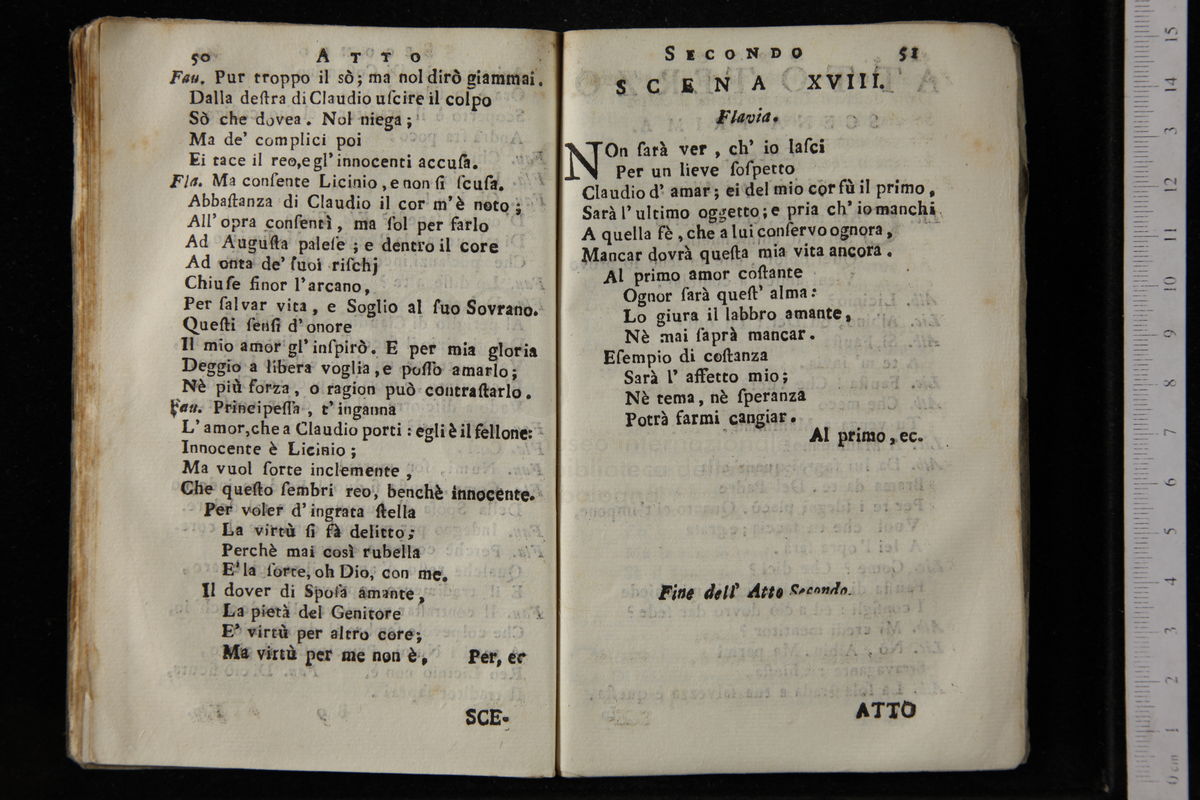 50 ATTO
Fau. Pur troppo il sò; ma nol dirò giammai.
Dalla deſtra di Claudio uſcire il colpo
Sò che dovea. Nol niega;
Ma de' complici poi
Ei tace il reo, e gl' innocenti accuſa.
Fla. Ma conſente Licinio, e non ſi ſcuſa.
Abbaſtanza di Claudio il cor m'è noto;
All' opra conſentì, ma ſol per farlo
Ad Auguſta paleſe; e dentro il core
Ad onta de' ſuoi riſchj
Chiuſe ſinor l'arcano,
Per ſalvar vita, e Soglio al ſuo Sovrano.
Queſti ſenſi d'onore
Il mio amor gl' inſpirò. E per mia gloria
Deggio a libera voglia, e poſſo amarlo;
Nè più forza, o ragion può contraſtarlo.
Fau. Principeſſa, t' inganna
L' amor, che a Claudio porti: egli è il fellone:
Innocente è Licinio;
Ma vuol ſorte inclemente,
Che queſto ſembri reo, benchè innocente.
Per voler d' ingrata ſtella
La virtù ſi fà delitto;
Perchè mai così rubella
E' la ſorte, oh Dio, con me.
Il dover di Spoſa amante,
La pietà del Genitore
E' virtù per altro core;
Ma virtù per me non è, Per, ec
SCE-
SECONDO 51
SCENA XVIII.
Flavia.
NOn ſarà ver, ch' io laſci
Per un lieve ſoſpetto
Claudio d' amar; ei del mio cor fù il primo,
Sarà l' ultimo oggetto; e pria ch' io manchi
A quella fè, che a lui conſervo ognora,
Mancar dovrà queſta mia vita ancora.
Al primo amor coſtante
Ognor ſarà queſt' alma:
Lo giura il labbro amante,
Nè mai ſaprà mancar.
Eſempio di coſtanza
Sarà l' affetto mio;
Nè tema, nè ſperanza
Potrà farmi cangiar.
Al primo, ec.
Fine dell' Atto Secondo.
ATTO